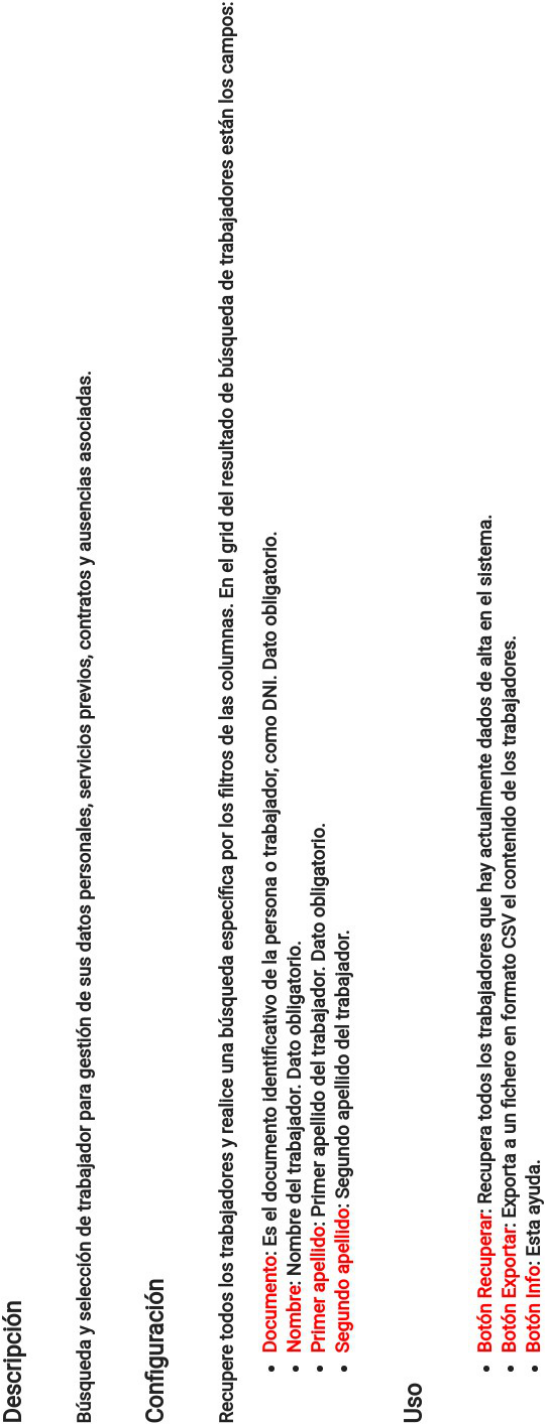 Descripción
Búsqueda y selección de trabajador para gestión de sus datos personales, servicios previos, contratos y ausencias asociadas.
Configuración
Recupere todos los trabajadores y realice una búsqueda específica por los filtros de las columnas. En el grid del resultado de búsqueda de trabajadores están los campos:
• Documento: Es el documento identificativo de la persona o trabajador, como DNI. Dato obligatorio.
• Nombre: Nombre del trabajador. Dato obligatorio.
• Primer apellido: Primer apellido del trabajador. Dato obligatorio.
• Segundo apellido: Segundo apellido del trabajador.
Uso
• Botón Recuperar: Recupera todos los trabajadores que hay actualmente dados de alta en el sistema.
• Botón Exportar: Exporta a un fichero en formato CSV el contenido de los trabajadores.
• Botón Info: Esta ayuda.